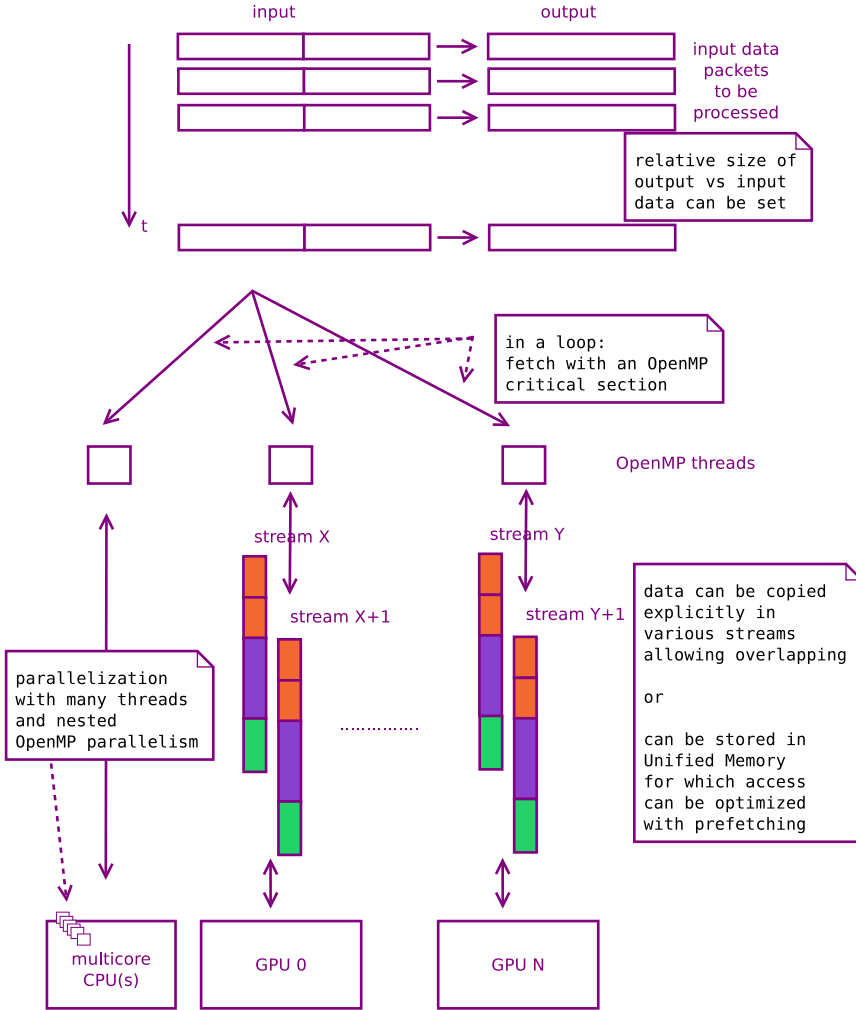 input
output
input data
packets
to be
processed
relative size of
output vs input
data can be set
t
in a loop:
fetch with an OpenMP
critical section
OpenMP threads
stream X
stream Y
stream X+1
stream Y+1
data can be copied
explicitly in
various streams
allowing overlapping
or
can be stored in
Unified Memory
for which access
can be optimized
with prefetching
parallelization
with many threads
and nested
OpenMP parallelism
multicore
CPU(s)
GPU 0
GPU N